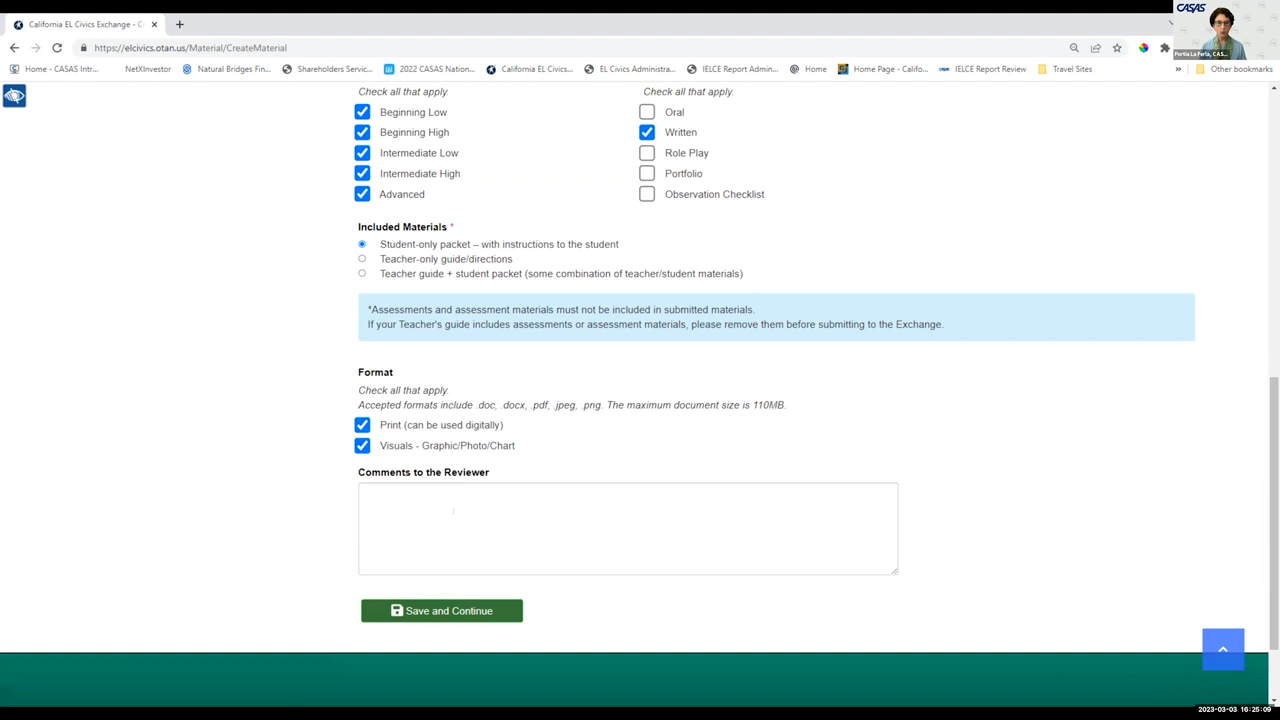 California EL Civics Exchange - C
https://elcivics.otan.us/Material/CreateMaterial
Home - CASAS Intr...
NetXInvestor
Natural Bridges Fin...
Shareholders Servic...
2022 CASAS Nation...
California EL Civics...
EL Civics Administra...
IELCE Report Admin...
Home
Home Page - Califo...
IELCE Report Review
Travel Sites
»
Other bookmarks
CASAS
Portia La Ferla, CAS...
Check all that apply.
Beginning Low
Beginning High
Intermediate Low
Intermediate High
Advanced
Check all that apply.
Oral
Written
Role Play
Portfolio
Observation Checklist
Included Materials *
Student-only packet – with instructions to the student
Teacher-only guide/directions
Teacher guide + student packet (some combination of teacher/student materials)
*Assessments and assessment materials must not be included in submitted materials.
If your Teacher's guide includes assessments or assessment materials, please remove them before submitting to the Exchange.
Format
Check all that apply.
Accepted formats include .doc, .docx, .pdf, .jpeg, .png. The maximum document size is 110MB.
Print (can be used digitally)
Visuals - Graphic/Photo/Chart
Comments to the Reviewer
Save and Continue
2023-03-03 16:25:09